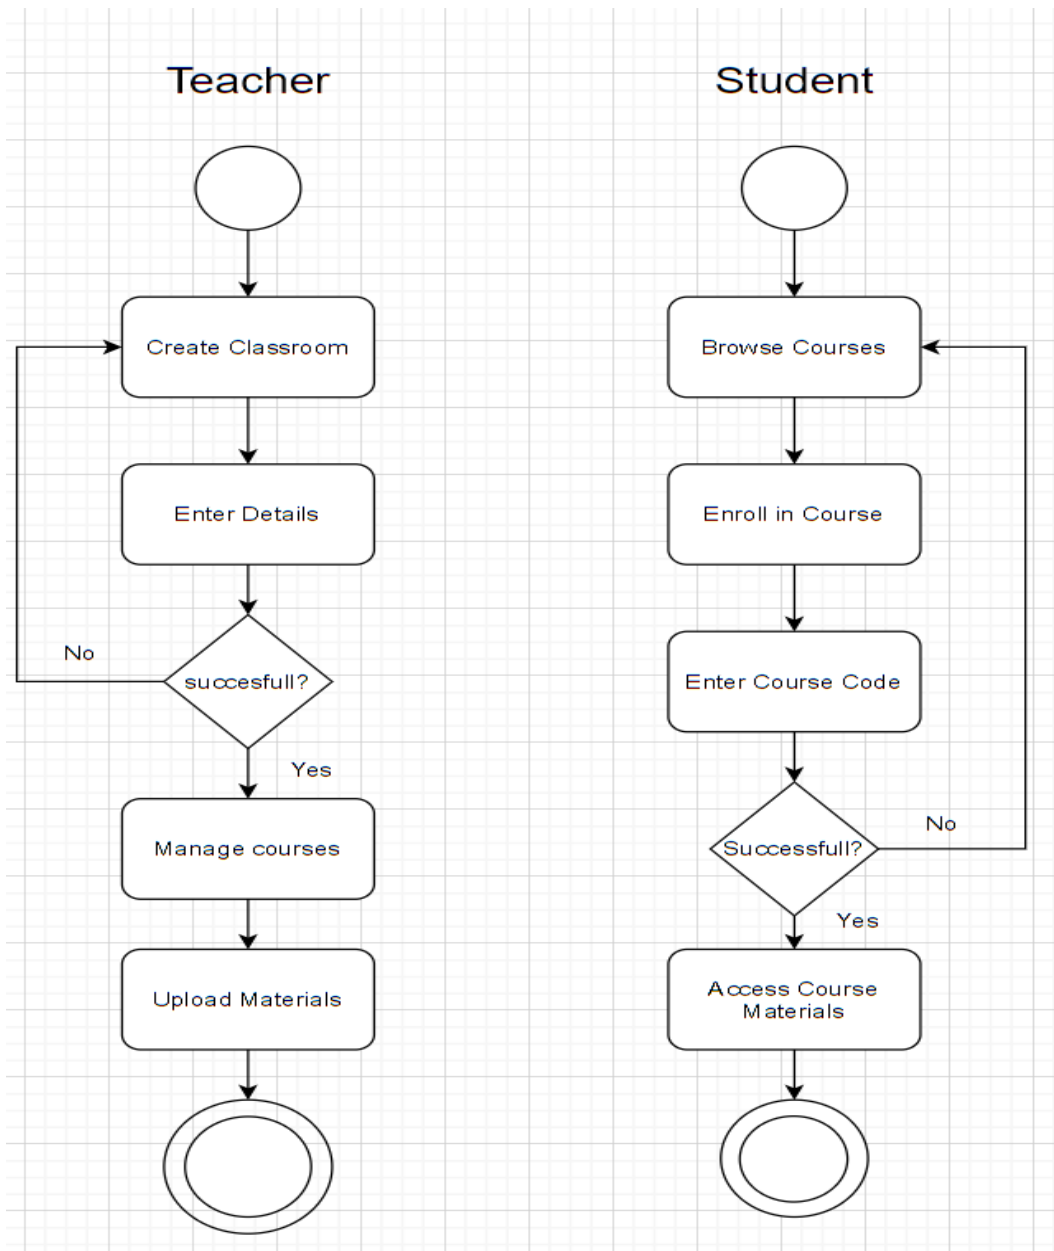 Teacher
Create Classroom
Enter Details
succesfull?
No
Yes
Manage courses
Upload Materials
Student
Browse Courses
Enroll in Course
Enter Course Code
Successfull?
No
Yes
Access Course
Materials